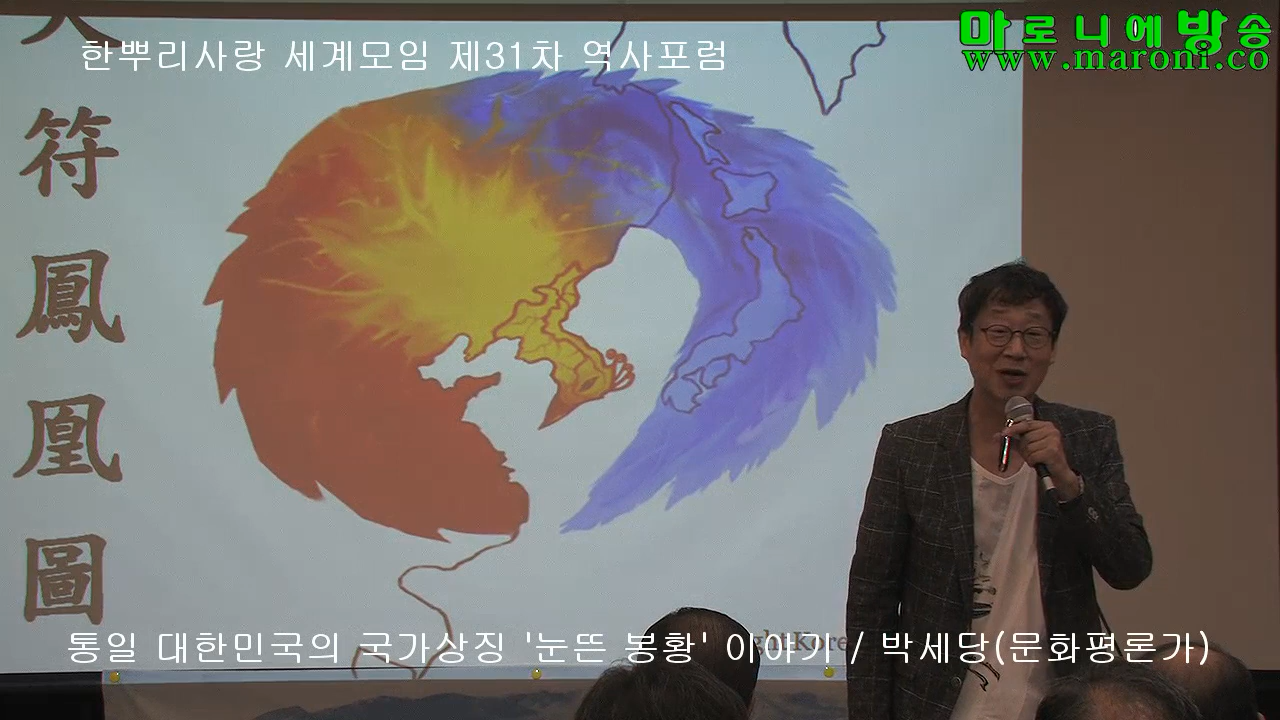 한뿌리사랑 세계모임 제31차 역사포럼
마로니에방송
www.maroni.co
符
鳳
凰
圖
통일 대한민국의 국가상징 '눈뜬 봉황' 이야기 / 박세당(문화평론가)